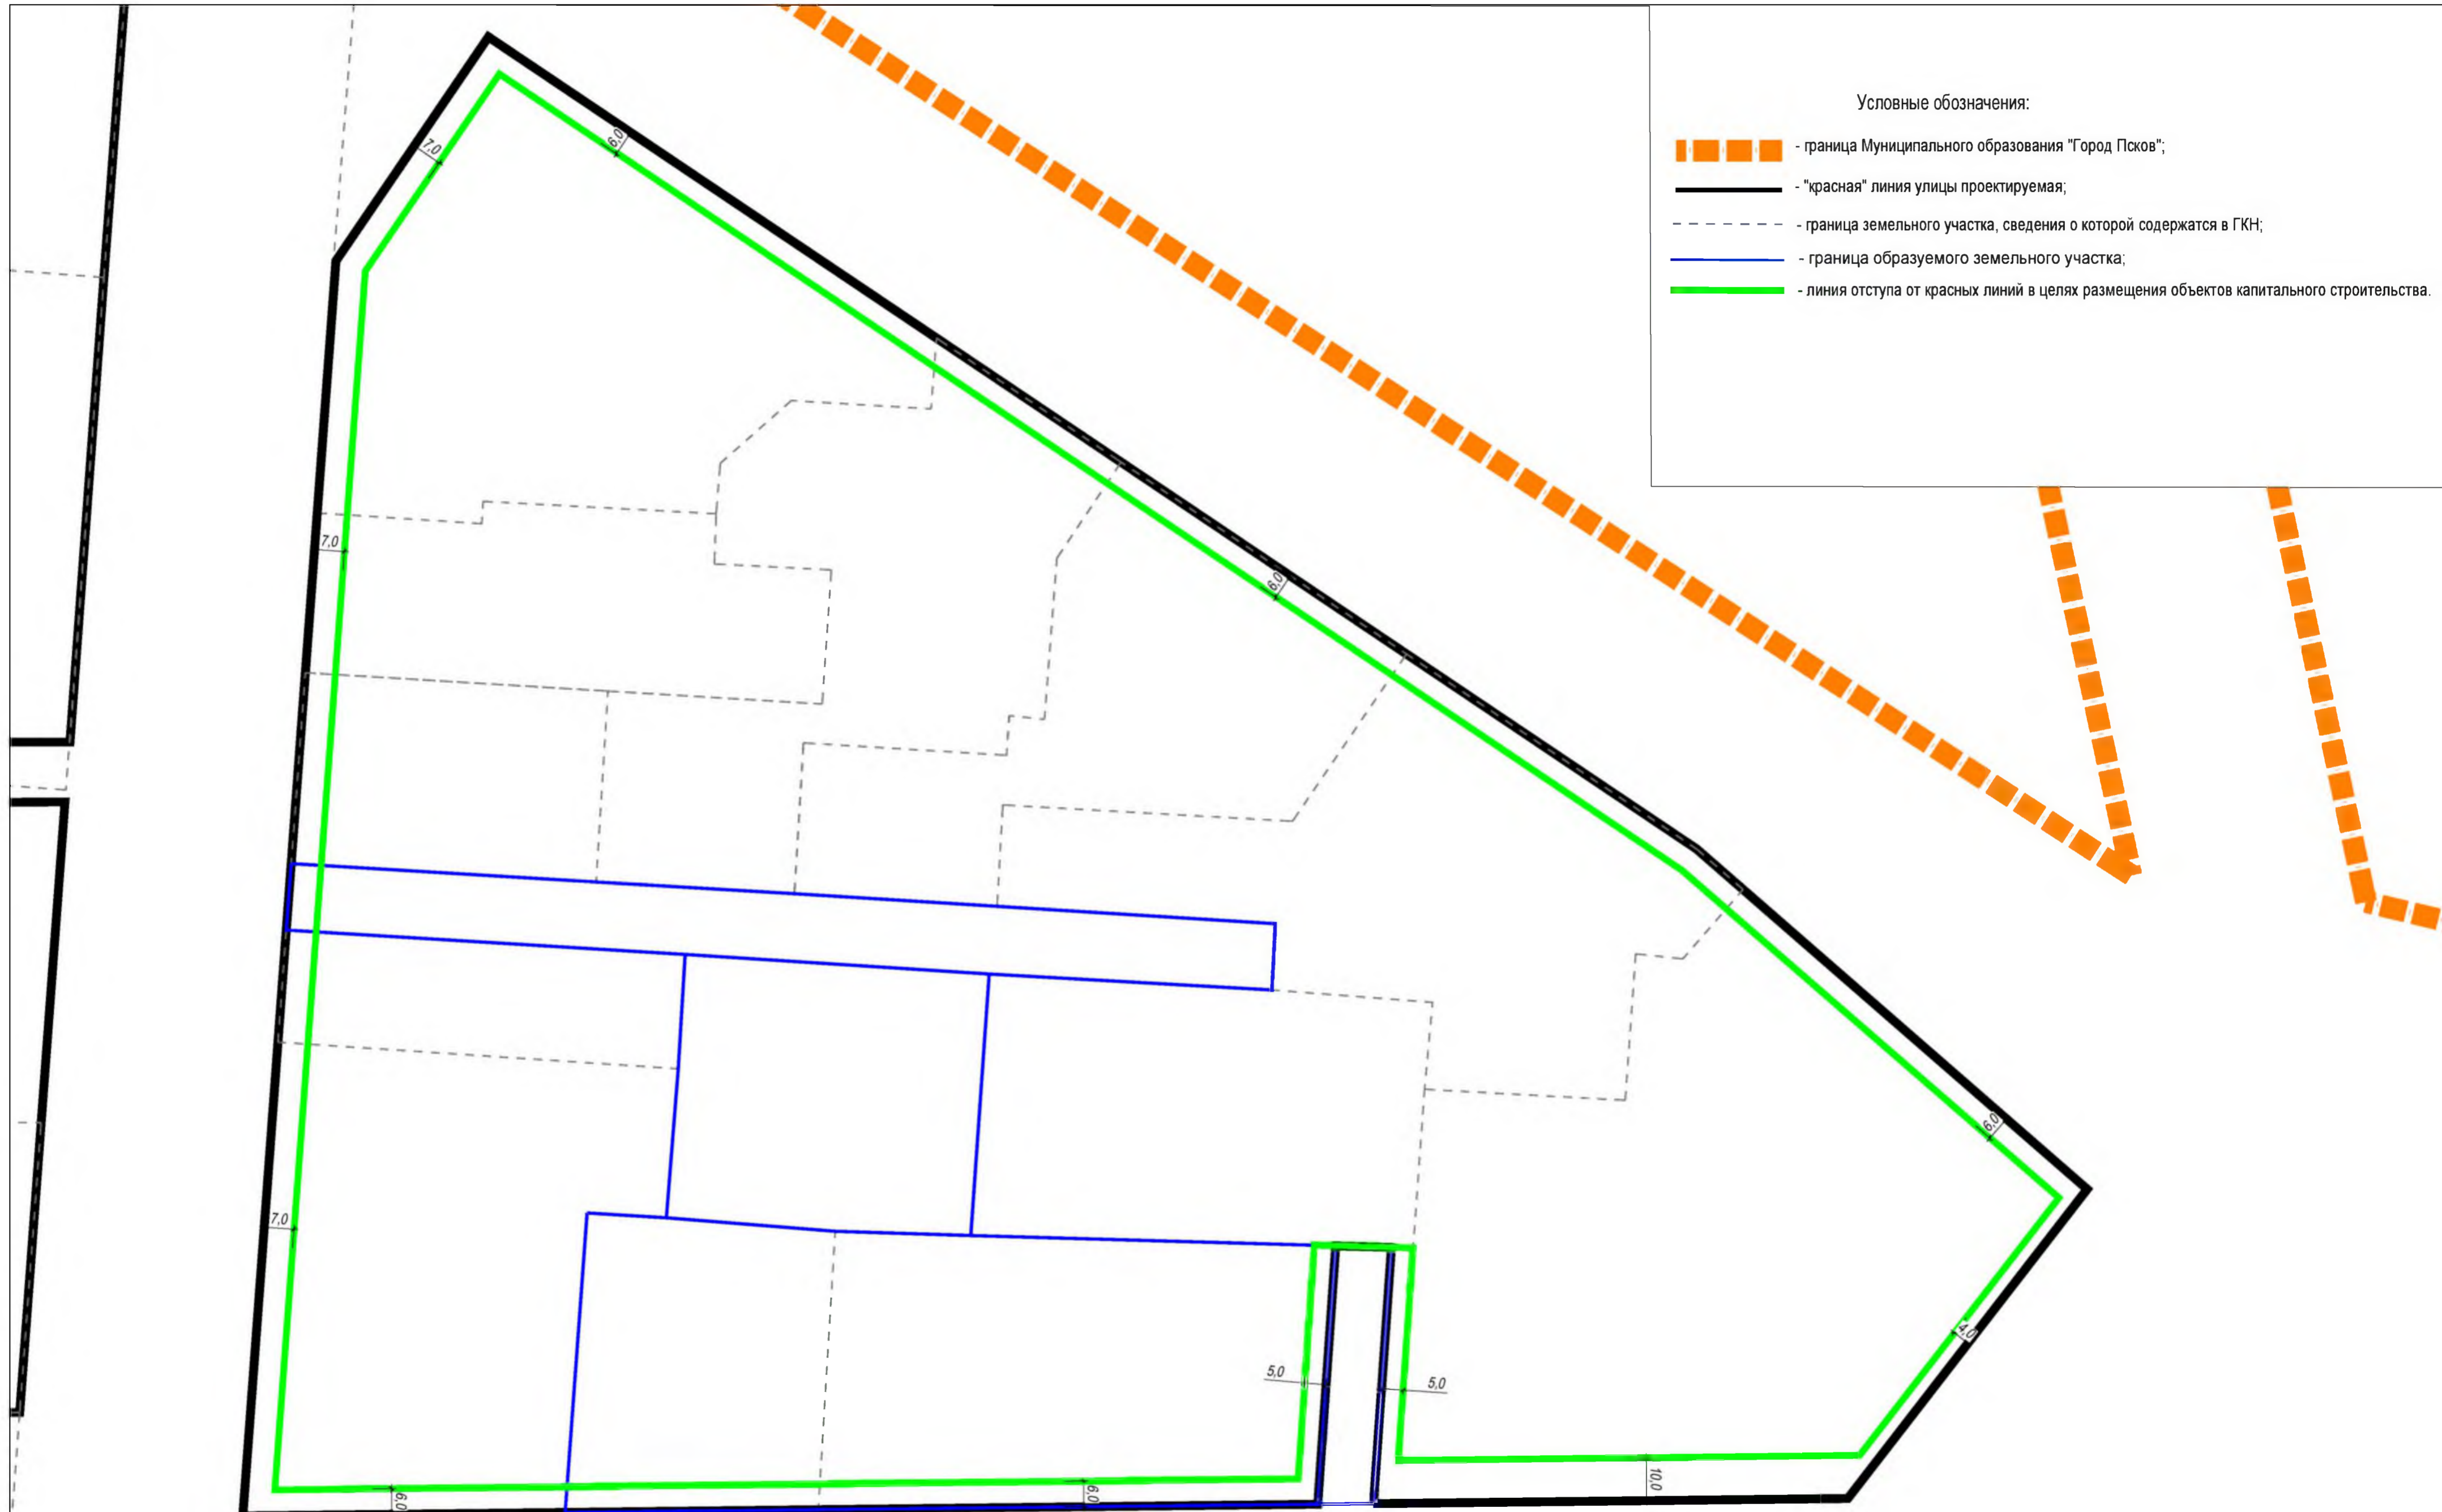 Условные обозначения:
- граница Муниципального образования "Город Псков";
- "красная" линия улицы проектируемая;
- граница земельного участка, сведения о которой содержатся в ГКН;
- граница образуемого земельного участка;
- линия отступа от красных линий в целях размещения объектов капитального строительства.
7,0
6,0
7,0
6,0
6,0
7,0
4,0
5,0
5,0
6,0
6,0
10,0